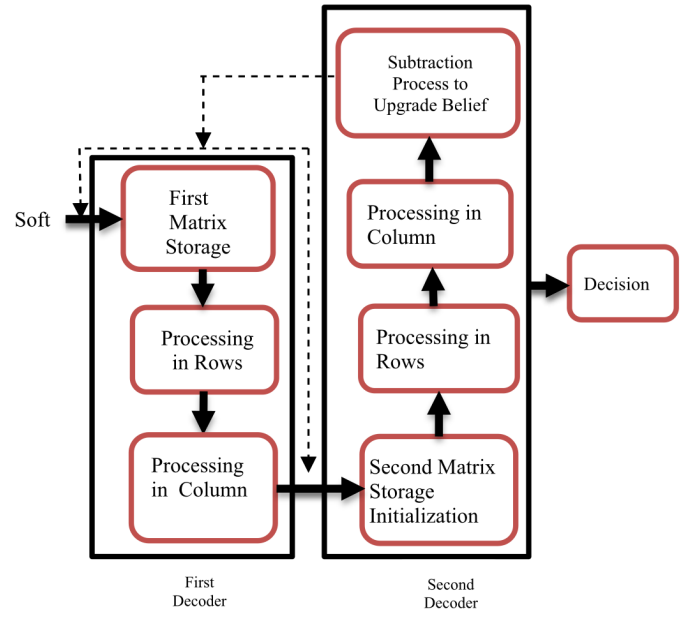 Soft
First
Matrix
Storage
Processing
in Rows
Processing
in Column
First
Decoder
Subtraction
Process to
Upgrade Belief
Processing in
Column
Processing in
Rows
Second Matrix
Storage
Initialization
Second
Decoder
Decision